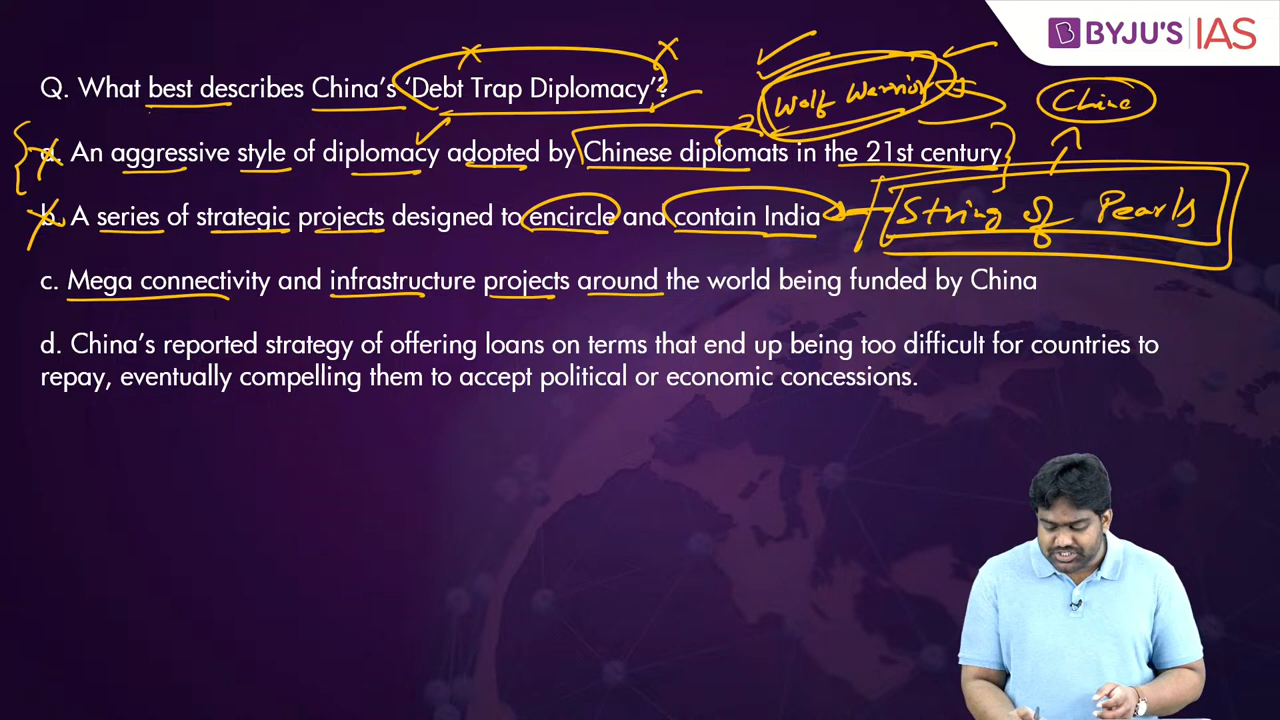 BYJU'S IAS
Q. What best describes China's 'Debt Trap Diplomacy'?
Wolf Warrior
China
a. An aggressive style of diplomacy adopted by Chinese diplomats in the 21st century
b. A series of strategic projects designed to encircle and contain India
String of Pearls
c. Mega connectivity and infrastructure projects around the world being funded by China
d. China's reported strategy of offering loans on terms that end up being too difficult for countries to
repay, eventually compelling them to accept political or economic concessions.